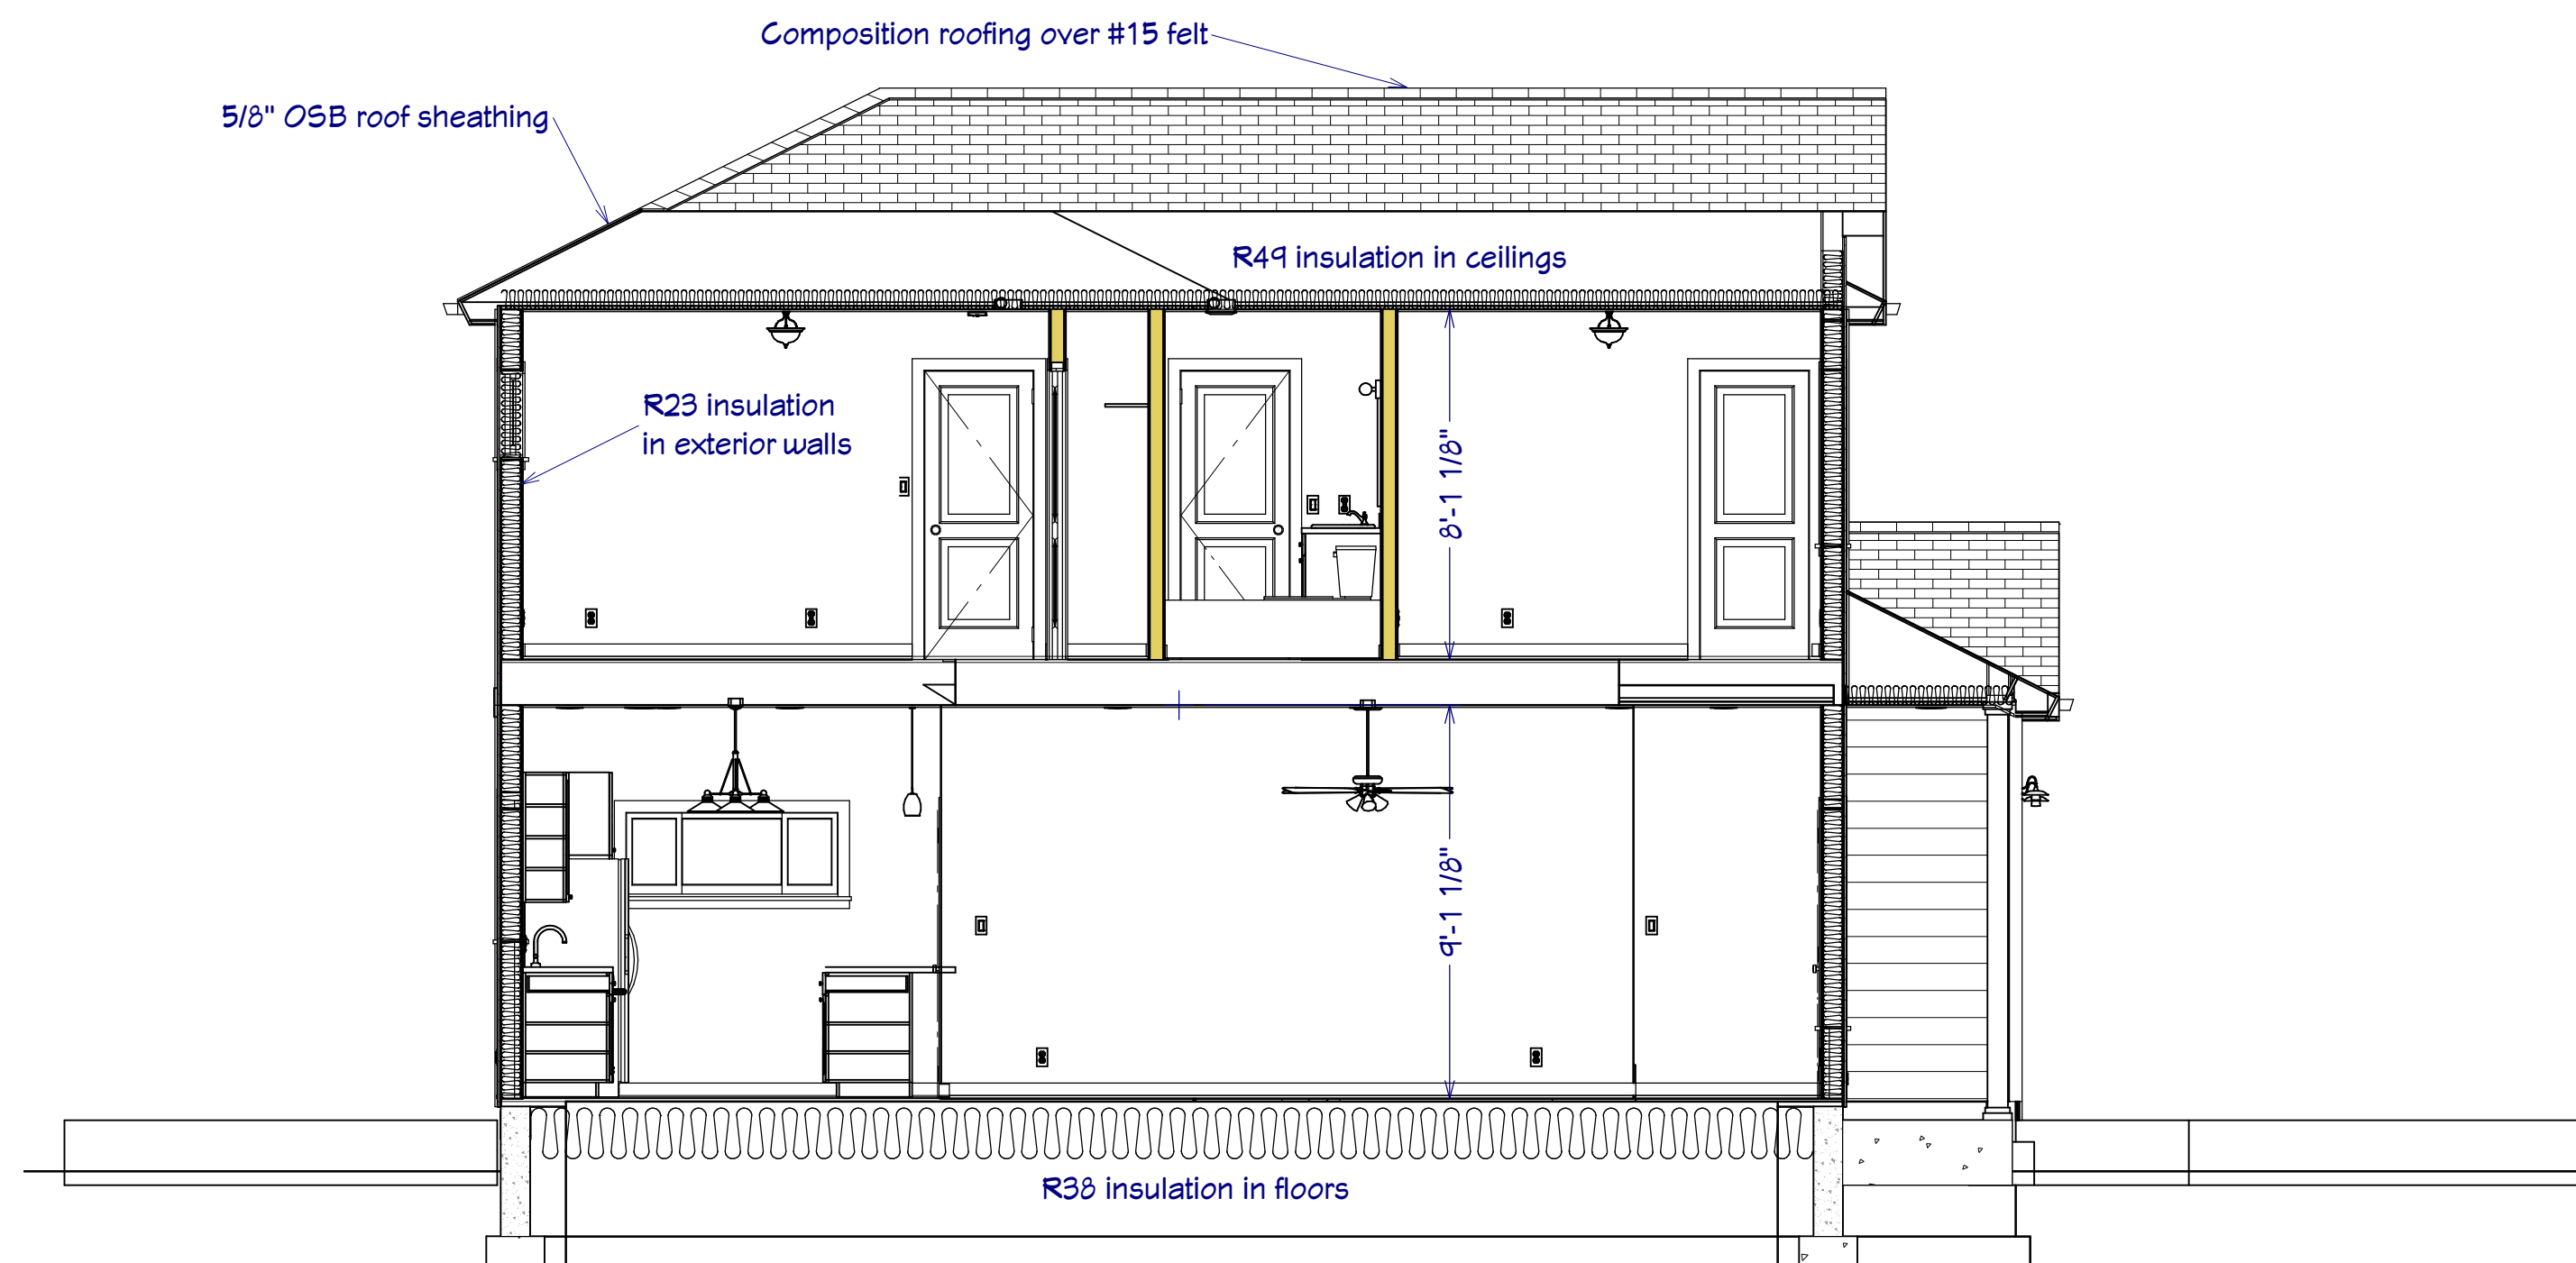 Composition roofing over #15 felt
5/8" OSB roof sheathing
R49 insulation in ceilings
R23 insulation
in exterior walls
8'-1 1/8"
9'-1 1/8"
R38 insulation in floors